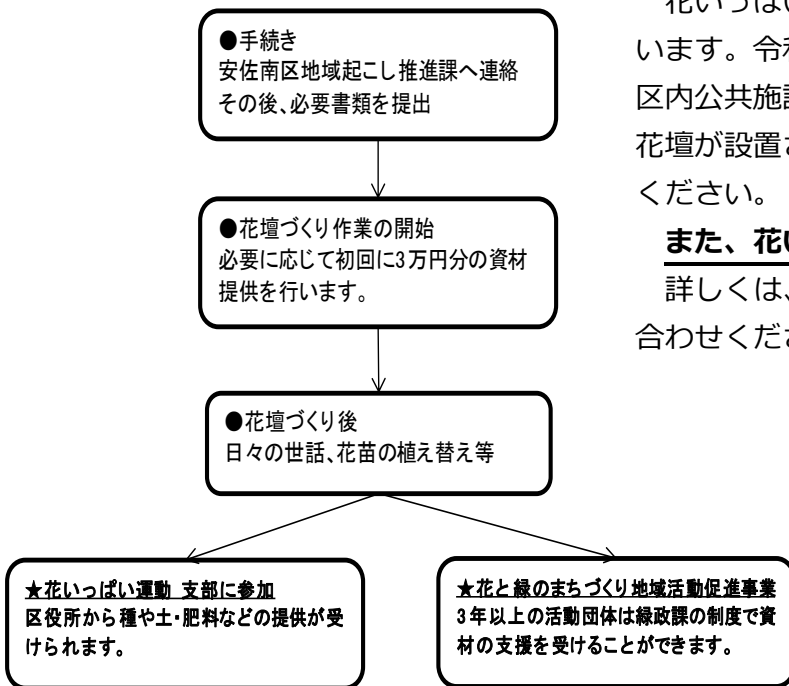 ●手続き
安佐南区地域起こし推進課へ連絡
その後、必要書類を提出
●花壇づくり作業の開始
必要に応じて初回に3万円分の資材
提供を行います。
●花壇づくり後
日々の世話、花苗の植え替え等
★花いっぱい運動 支部に参加
区役所から種や土・肥料などの提供が受
けられます。
★花と緑のまちづくり地域活動促進事業
3年以上の活動団体は緑政課の制度で資
材の支援を受けることができます。
花いっぱい
います。令
区内公共施
花壇が設置
ください。
また、花
詳しくは、
合わせくだ